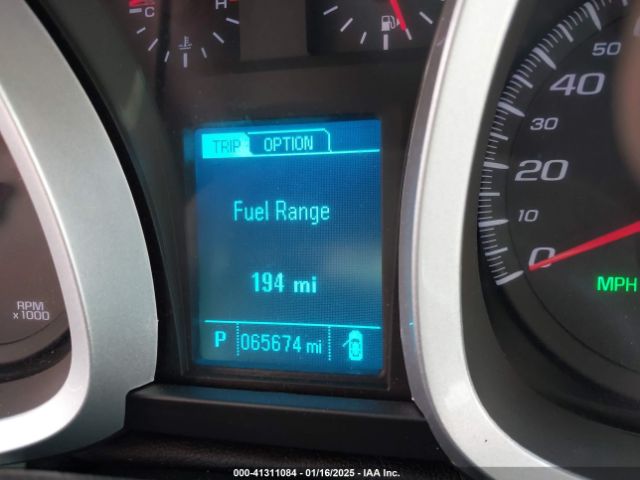 C H
TRIP OPTION
Fuel Range
194 mi
P 065674 mi
RPM
x1000
50
40
30
20
10
0
MPH
000-41311084 - 01/16/2025 - IAA Inc.